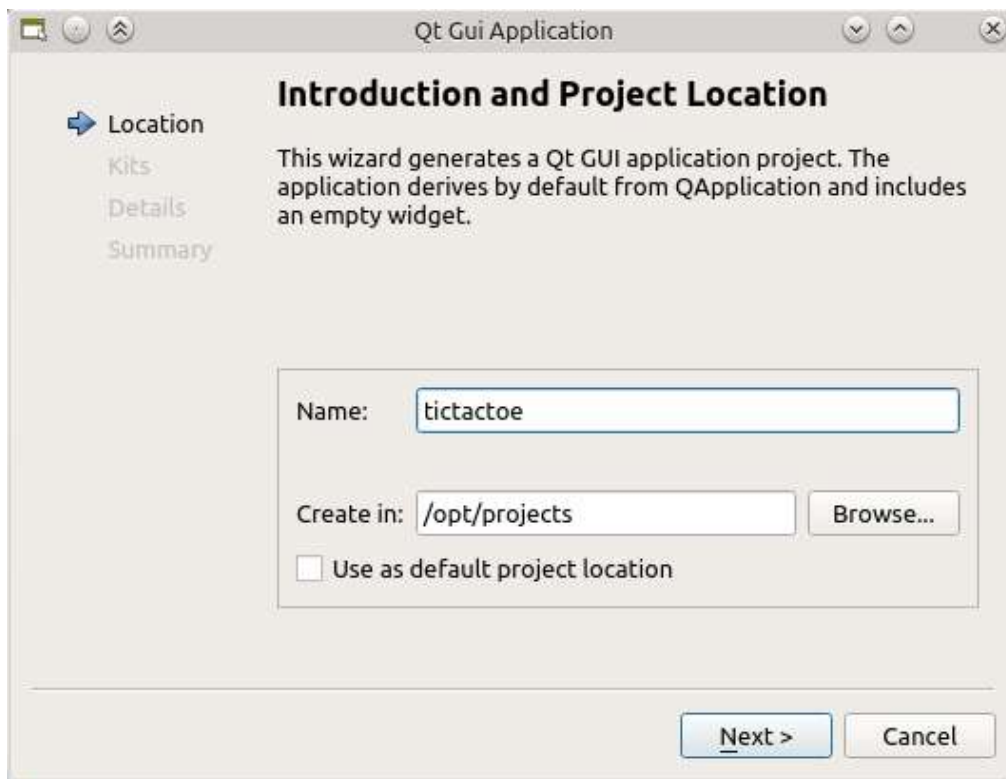 Qt Gui Application
Location
Kits
Details
Summary
Introduction and Project Location
This wizard generates a Qt GUI application project. The
application derives by default from QApplication and includes
an empty widget.
Name: tictactoe
Create in: /opt/projects Browse...
Use as default project location
Next > Cancel